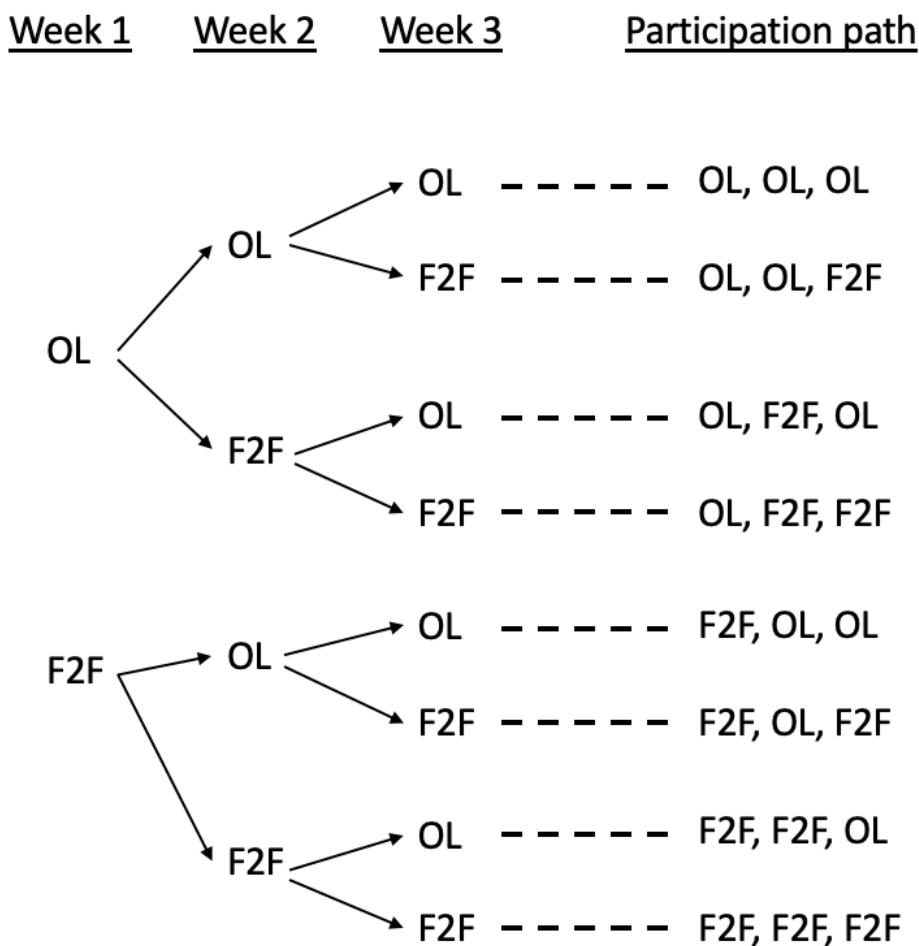 Week 1 Week 2 Week 3 Participation path
OL OL, OL, OL
OL
F2F OL, OL, F2F
OL
OL OL, F2F, OL
F2F
F2F OL, F2F, F2F
OL F2F, OL, OL
F2F OL
F2F F2F, OL, F2F
OL F2F, F2F, OL
F2F
F2F F2F, F2F, F2F